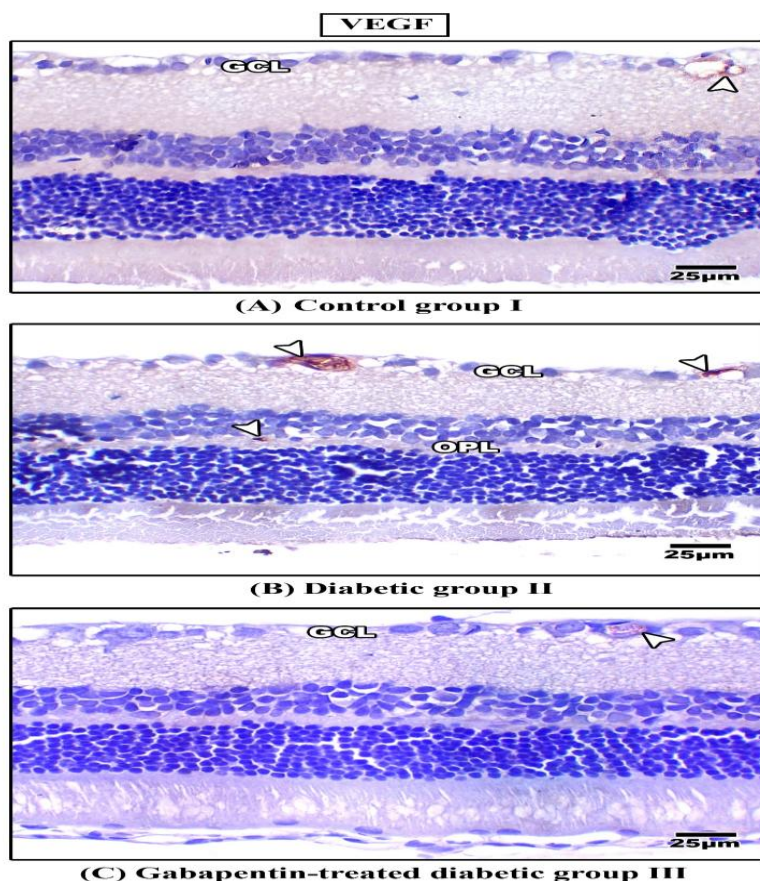 VEGF
GCL
25µm
(A) Control group I
GCL
OPL
25µm
(B) Diabetic group II
GCL
25µm
(C) Gabapentin-treated diabetic group III